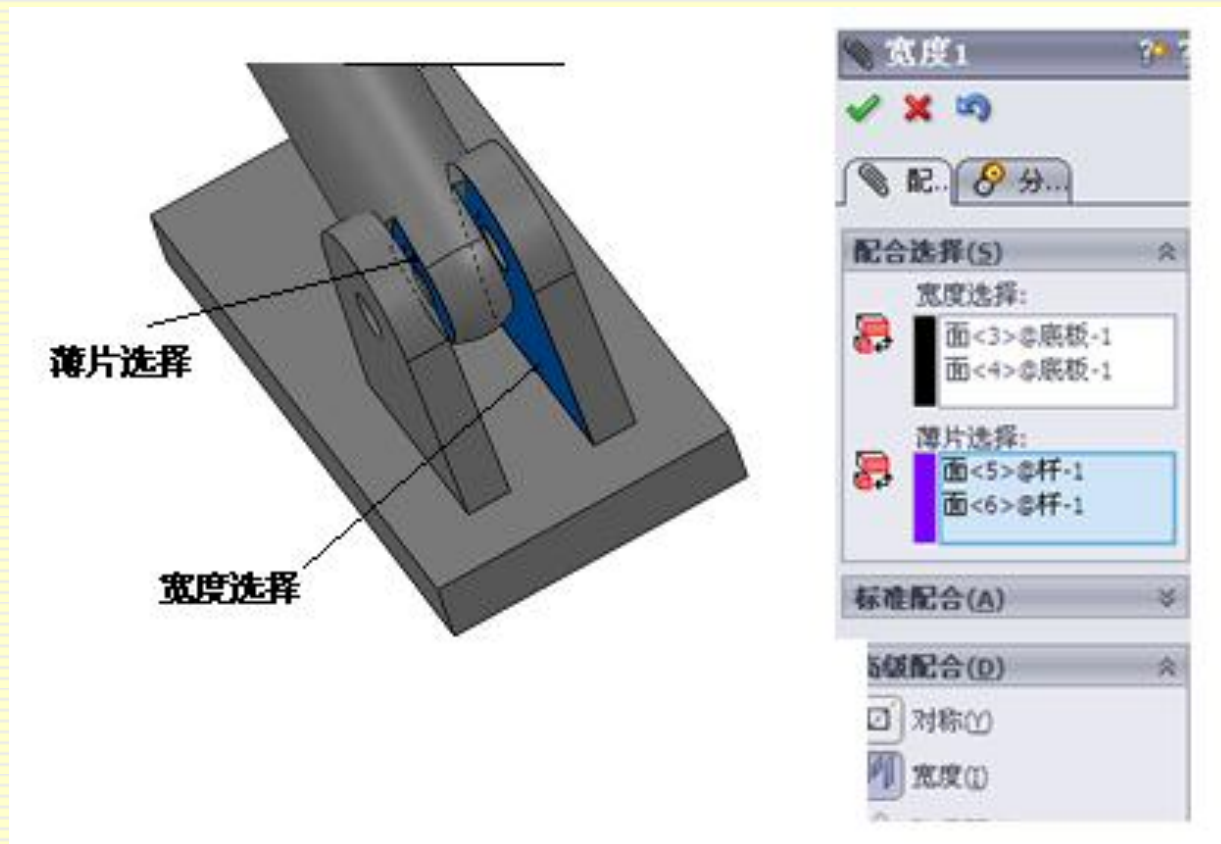 薄片选择
宽度选择
宽度1
配..
分...
配合选择(S)
宽度选择:
面<3>@底板-1
面<4>@底板-1
薄片选择:
面<5>@杆-1
面<6>@杆-1
标准配合(A)
高级配合(D)
对称(Y)
宽度(I)